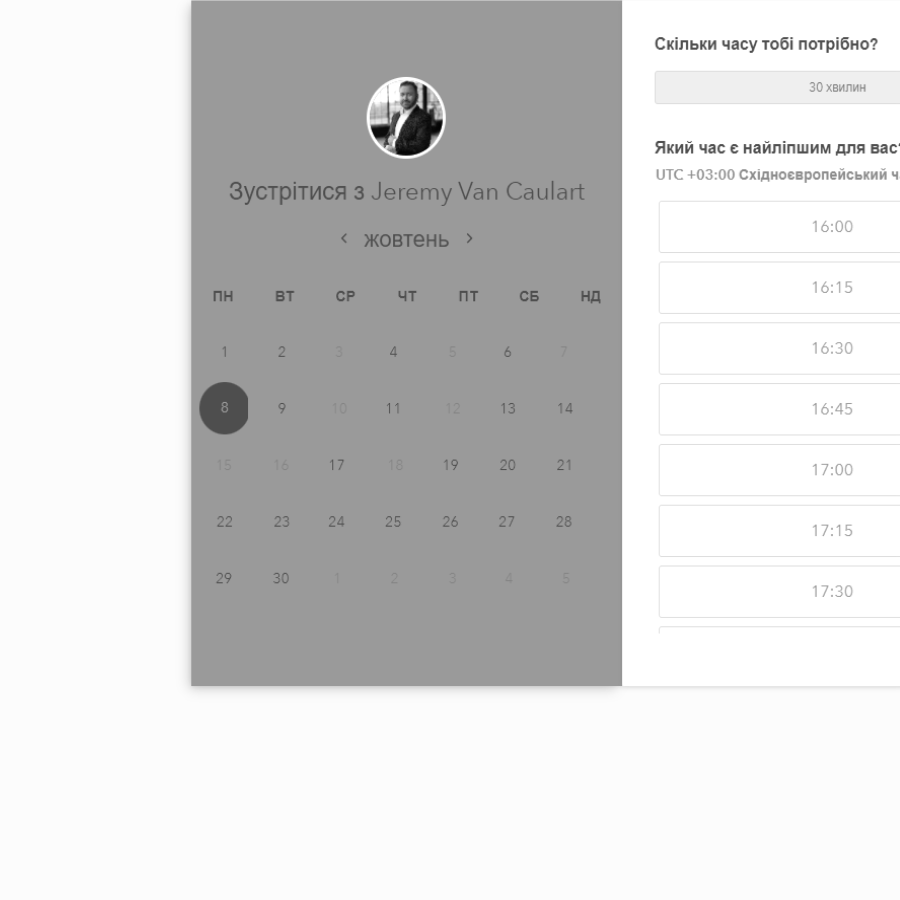 Зустрітися з Jeremy Van Caulart
жовтень
ПН ВТ СР ЧТ ПТ СБ НД
1 2 3 4 5 6 7
8 9 10 11 12 13 14
15 16 17 18 19 20 21
22 23 24 25 26 27 28
29 30 1 2 3 4 5
Скільки часу тобі потрібно?
30 хвилин
Який час є найліпшим для вас?
UTC +03:00 Східноєвропейський
16:00
16:15
16:30
16:45
17:00
17:15
17:30